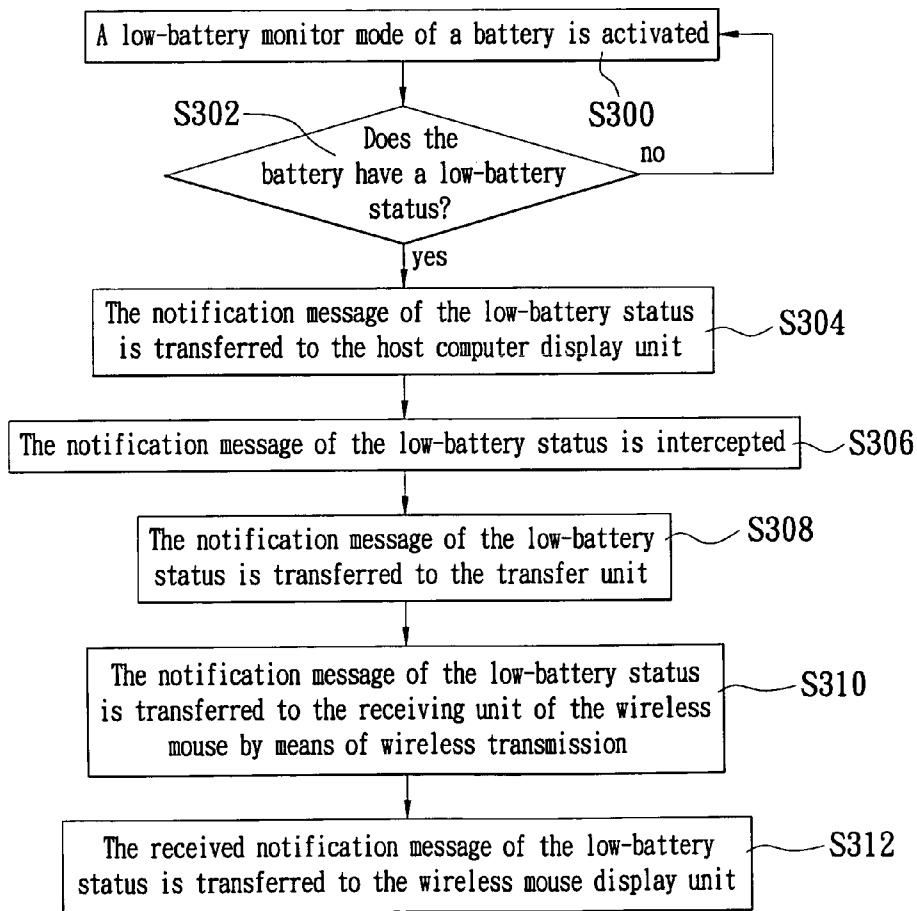 A low-battery monitor mode of a battery is activated
S300
S302
Does the
battery have a low-battery
status?
no
yes
The notification message of the low-battery status
is transferred to the host computer display unit
S304
The notification message of the low-battery status is intercepted
S306
The notification message of the low-battery
status is transferred to the transfer unit
S308
The notification message of the low-battery status
is transferred to the receiving unit of the wireless
mouse by means of wireless transmission
S310
The received notification message of the low-battery
status is transferred to the wireless mouse display unit
S312